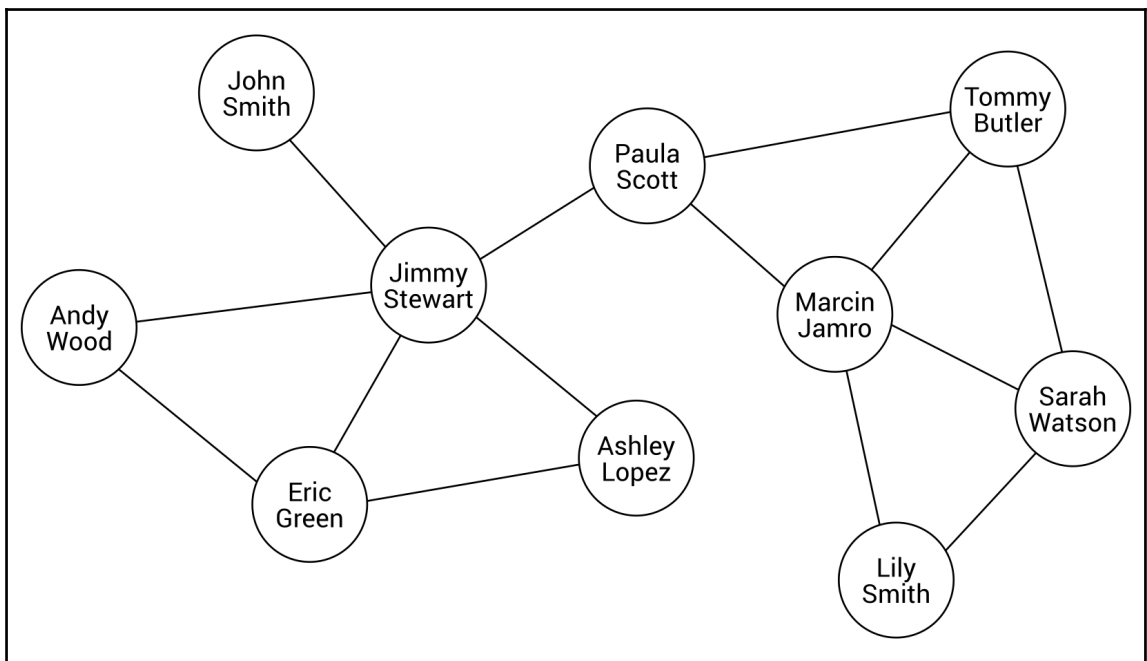 John
Smith
Tommy
Butler
Paula
Scott
Jimmy
Stewart
Andy
Wood
Marcin
Jamro
Sarah
Watson
Ashley
Lopez
Eric
Green
Lily
Smith